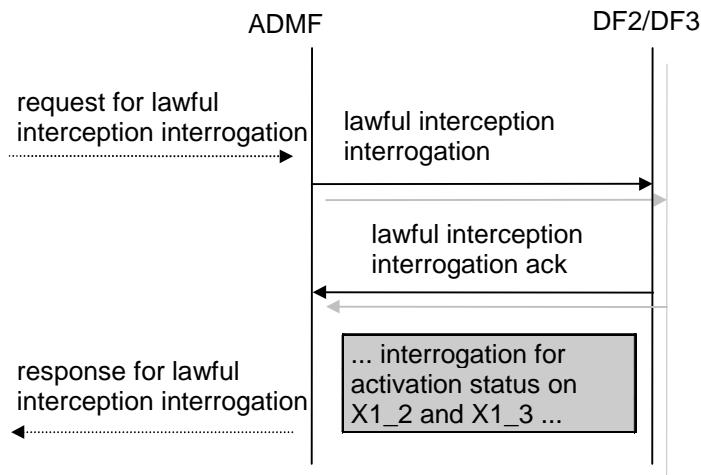 ADMF
DF2/DF3
request for lawful
interception interrogation
lawful interception
interrogation
lawful interception
interrogation ack
... interrogation for
activation status on
X1_2 and X1_3 ...
response for lawful
interception interrogation